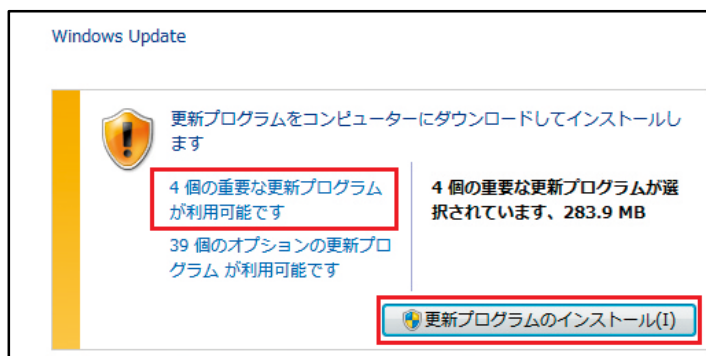 Windows Update
更新プログラムをコンピューターにダウンロードしてインストールし
ます
4 個の重要な更新プログラム
が利用可能です
4 個の重要な更新プログラムが選
択されています、283.9 MB
39 個のオプションの更新プロ
グラム が利用可能です
更新プログラムのインストール(I)